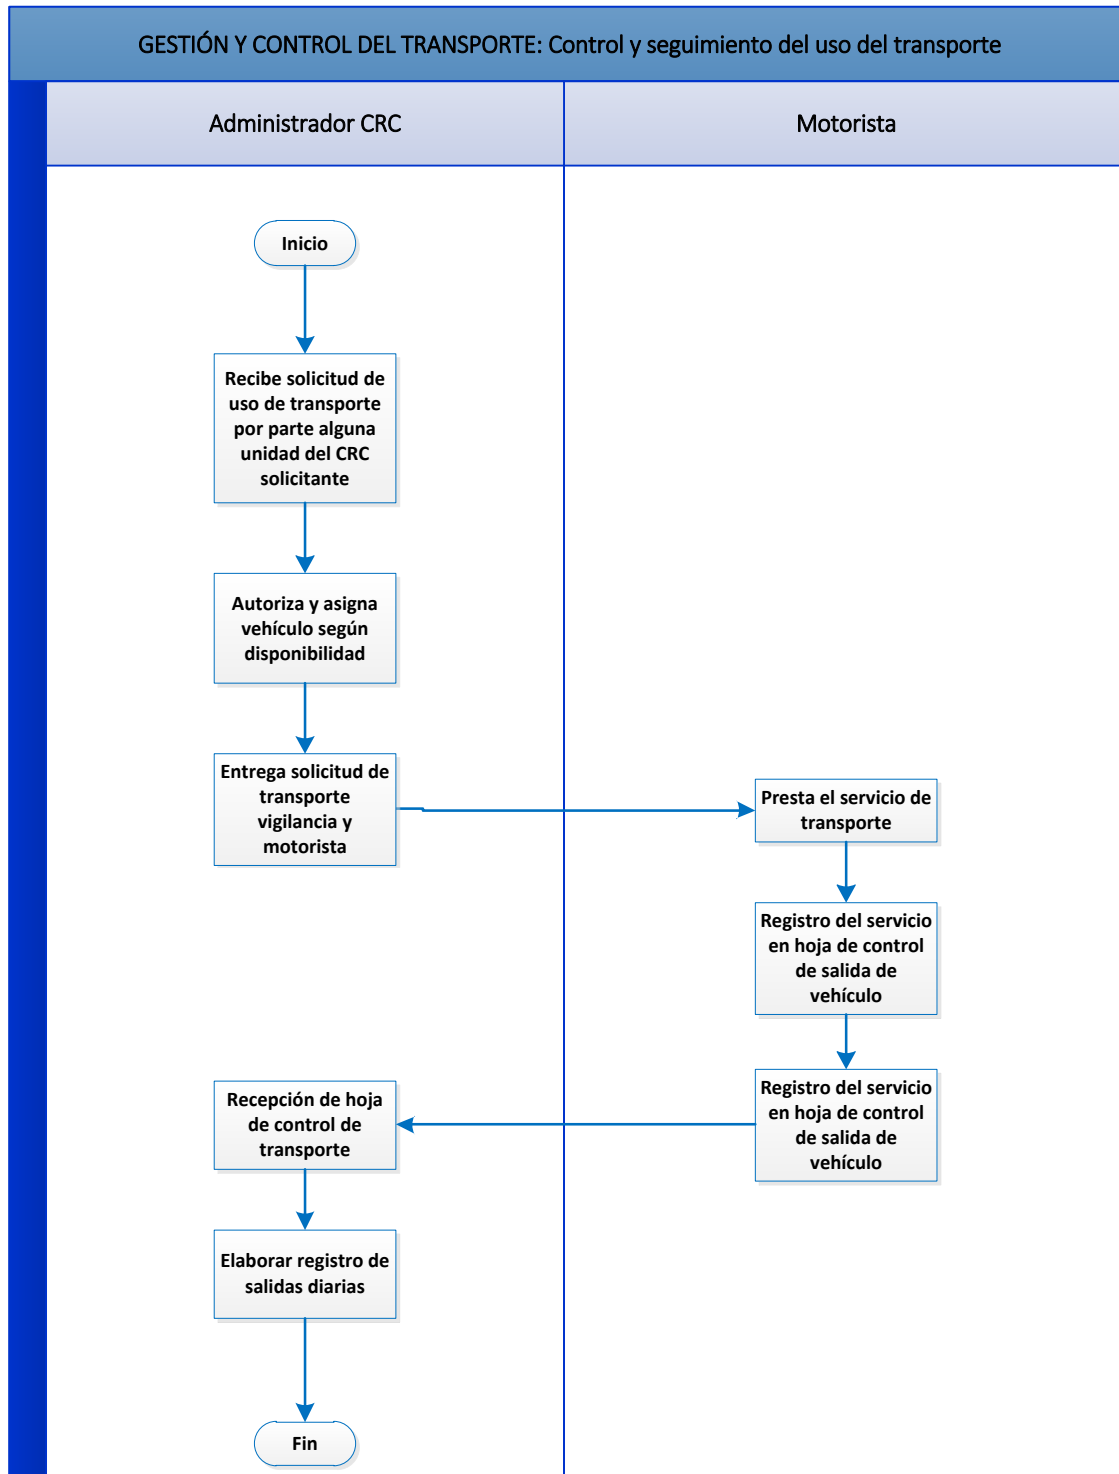 GESTIÓN Y CONTROL DEL TRANSPORTE: Control y seguimiento del uso del transporte
Administrador CRC
Motorista
Inicio
Recibe solicitud de
uso de transporte
por parte alguna
unidad del CRC
solicitante
Autoriza y asigna
vehículo según
disponibilidad
Entrega solicitud de
transporte
vigilancia y
motorista
Presta el servicio de
transporte
Registro del servicio
en hoja de control
de salida de
vehículo
Registro del servicio
en hoja de control
de salida de
vehículo
Recepción de hoja
de control de
transporte
Elaborar registro de
salidas diarias
Fin